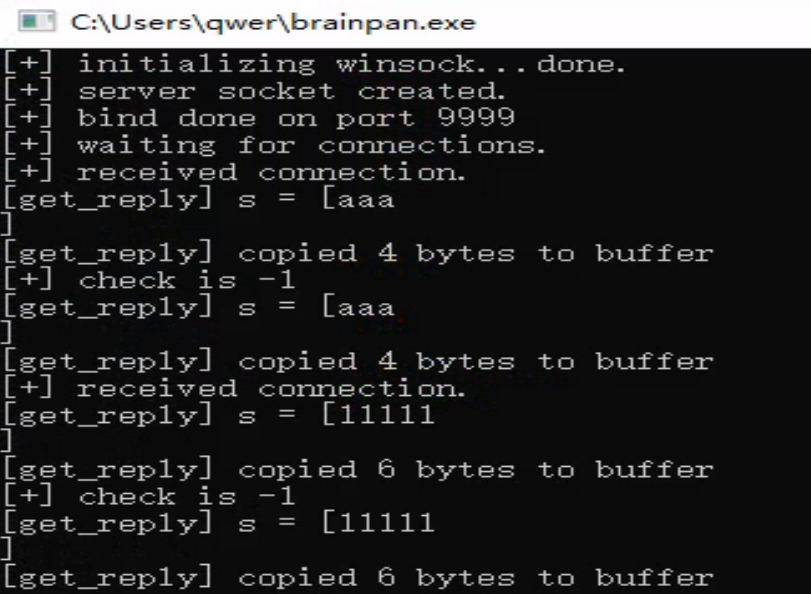 C:\Users\qwer\brainpan.exe
[+] initializing winsock...done.
[+] server socket created.
[+] bind done on port 9999
[+] waiting for connections.
[+] received connection.
[get_reply] s = [aaa
]
[get_reply] copied 4 bytes to buffer
[+] check is -1
[get_reply] s = [aaa
]
[get_reply] copied 4 bytes to buffer
[+] received connection.
[get_reply] s = [11111
]
[get_reply] copied 6 bytes to buffer
[+] check is -1
[get_reply] s = [11111
]
[get_reply] copied 6 bytes to buffer